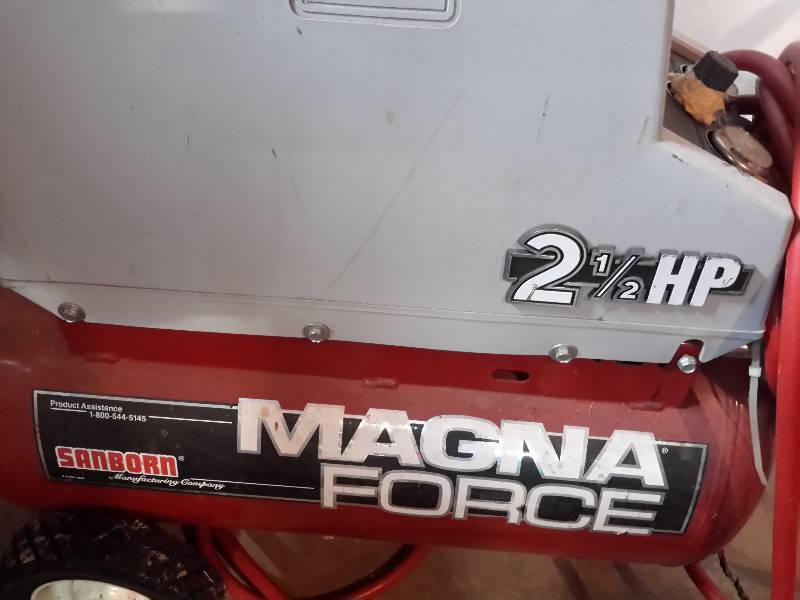 2 1/2 HP
Product Assistance
1-800-544-5145
SANBORN®
Manufacturing Company
MAGNA®
FORCE